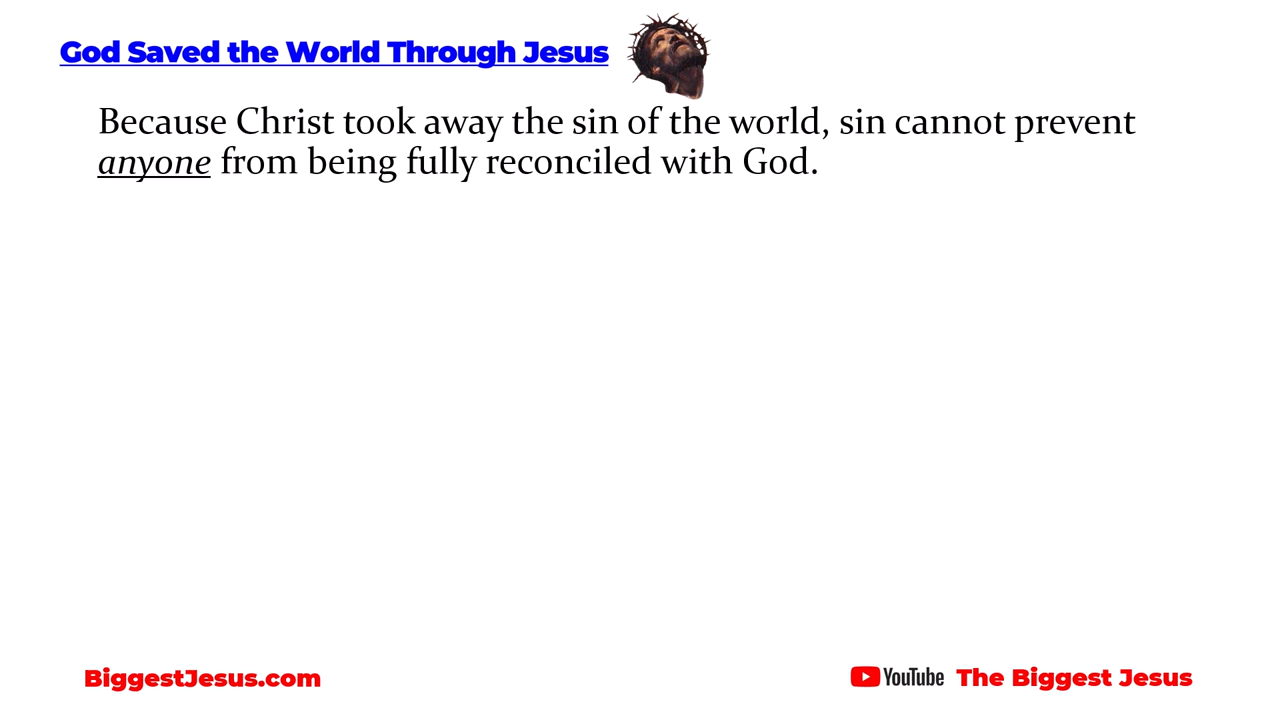 God Saved the World Through Jesus
Because Christ took away the sin of the world, sin cannot prevent
anyone from being fully reconciled with God.
BiggestJesus.com
YouTube The Biggest Jesus